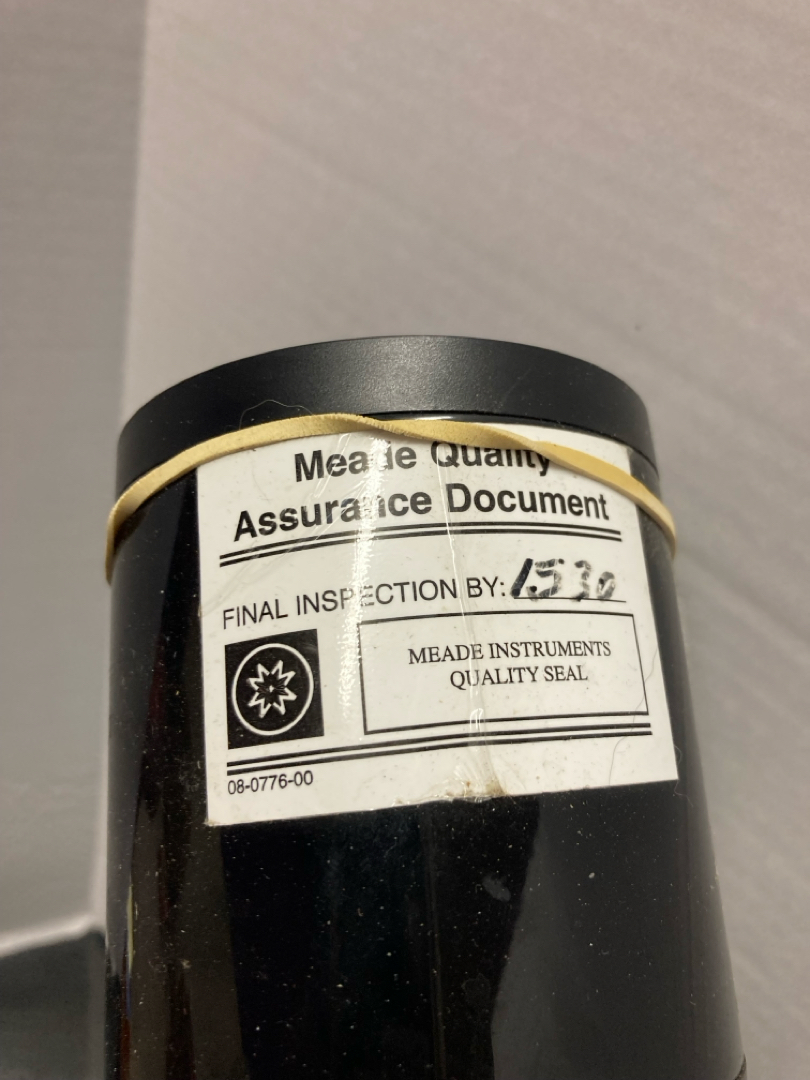 Meade Quality
Assurance Document
FINAL INSPECTION BY: 1530
MEADE INSTRUMENTS
QUALITY SEAL
08-0776-00